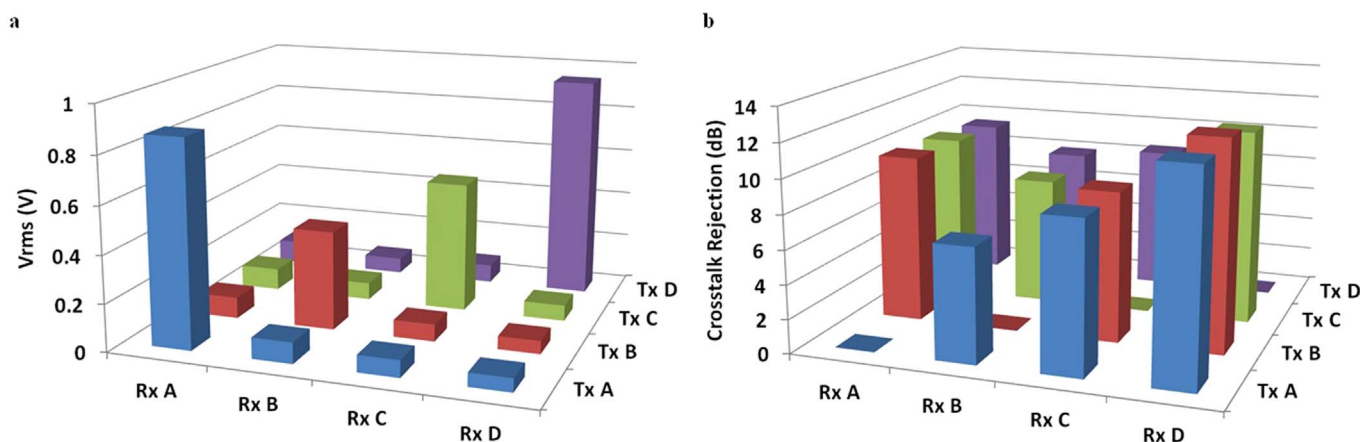 a
Vrms (V)
1
0.8
0.6
0.4
0.2
0
Rx A
Rx B
Rx C
Rx D
Tx D
Tx C
Tx B
Tx A
b
Crosstalk Rejection (dB)
14
12
10
8
6
4
2
0
Rx A
Rx B
Rx C
Rx D
Tx D
Tx C
Tx B
Tx A